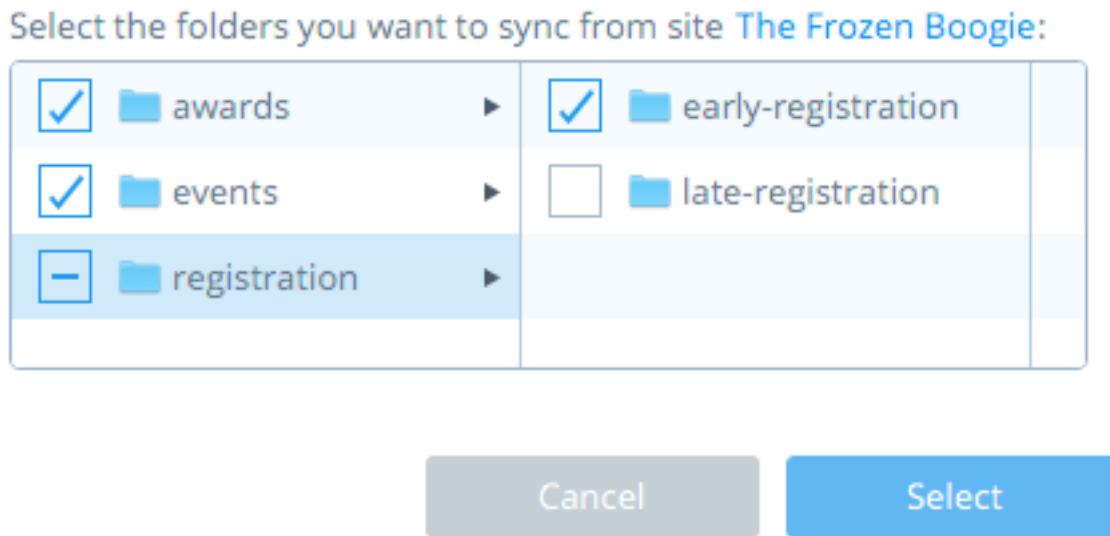 Select the folders you want to sync from site The Frozen Boogie:
awards
early-registration
events
late-registration
registration
Cancel
Select